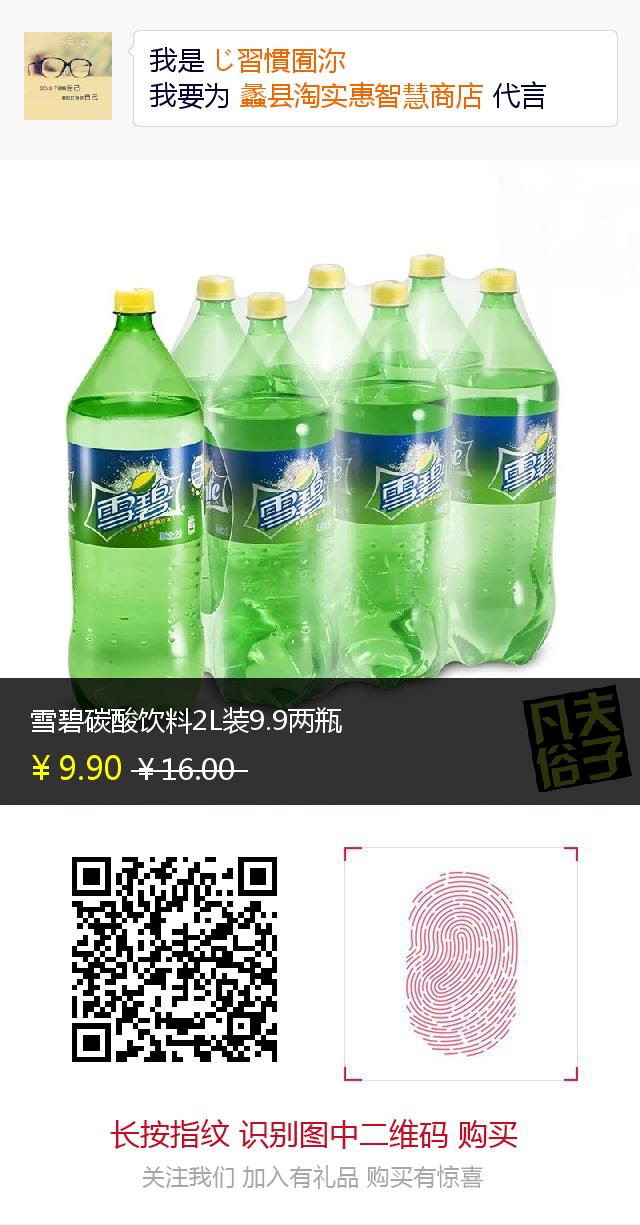 我是 じ習慣囿沵
我要为 蠡县淘实惠智慧商店 代言
雪碧
雪碧
雪碧
雪碧
雪碧碳酸饮料2L装9.9两瓶
¥ 9.90 ¥ 16.00
凡夫
俗子
长按指纹 识别图中二维码 购买
关注我们 加入有礼品 购买有惊喜